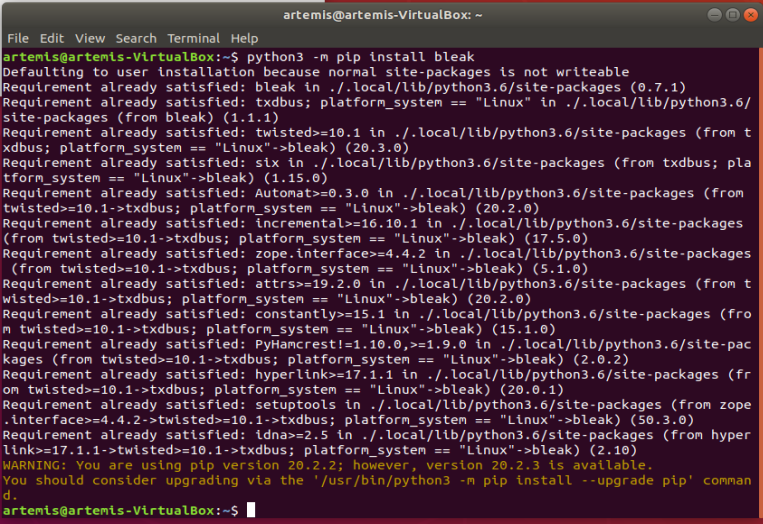 artemis@artemis-VirtualBox: ~
File Edit View Search Terminal Help
artemis@artemis-VirtualBox:~$ python3 -m pip install bleak
Defaulting to user installation because normal site-packages is not writeable
Requirement already satisfied: bleak in ./.local/lib/python3.6/site-packages (0.7.1)
Requirement already satisfied: txdbus; platform_system == "Linux" in ./.local/lib/python3.6/
site-packages (from bleak) (1.1.1)
Requirement already satisfied: twisted>=10.1 in ./.local/lib/python3.6/site-packages (from t
xdbus; platform_system == "Linux"->bleak) (20.3.0)
Requirement already satisfied: six in ./.local/lib/python3.6/site-packages (from txdbus; pla
tform_system == "Linux"->bleak) (1.15.0)
Requirement already satisfied: Automat>=0.3.0 in ./.local/lib/python3.6/site-packages (from 
twisted>=10.1->txdbus; platform_system == "Linux"->bleak) (20.2.0)
Requirement already satisfied: incremental>=16.10.1 in ./.local/lib/python3.6/site-packages 
(from twisted>=10.1->txdbus; platform_system == "Linux"->bleak) (17.5.0)
Requirement already satisfied: zope.interface>=4.4.2 in ./.local/lib/python3.6/site-packages
 (from twisted>=10.1->txdbus; platform_system == "Linux"->bleak) (5.1.0)
Requirement already satisfied: attrs>=19.2.0 in ./.local/lib/python3.6/site-packages (from t
wisted>=10.1->txdbus; platform_system == "Linux"->bleak) (20.2.0)
Requirement already satisfied: constantly>=15.1 in ./.local/lib/python3.6/site-packages (fro
m twisted>=10.1->txdbus; platform_system == "Linux"->bleak) (15.1.0)
Requirement already satisfied: PyHamcrest!=1.10.0,>=1.9.0 in ./.local/lib/python3.6/site-pac
kages (from twisted>=10.1->txdbus; platform_system == "Linux"->bleak) (2.0.2)
Requirement already satisfied: hyperlink>=17.1.1 in ./.local/lib/python3.6/site-packages (fr
om twisted>=10.1->txdbus; platform_system == "Linux"->bleak) (20.0.1)
Requirement already satisfied: setuptools in ./.local/lib/python3.6/site-packages (from zope
.interface>=4.4.2->twisted>=10.1->txdbus; platform_system == "Linux"->bleak) (50.3.0)
Requirement already satisfied: idna>=2.5 in ./.local/lib/python3.6/site-packages (from hyper
link>=17.1.1->twisted>=10.1->txdbus; platform_system == "Linux"->bleak) (2.10)
WARNING: You are using pip version 20.2.2; however, version 20.2.3 is available.
You should consider upgrading via the '/usr/bin/python3 -m pip install --upgrade pip' comman
d.
artemis@artemis-VirtualBox:~$